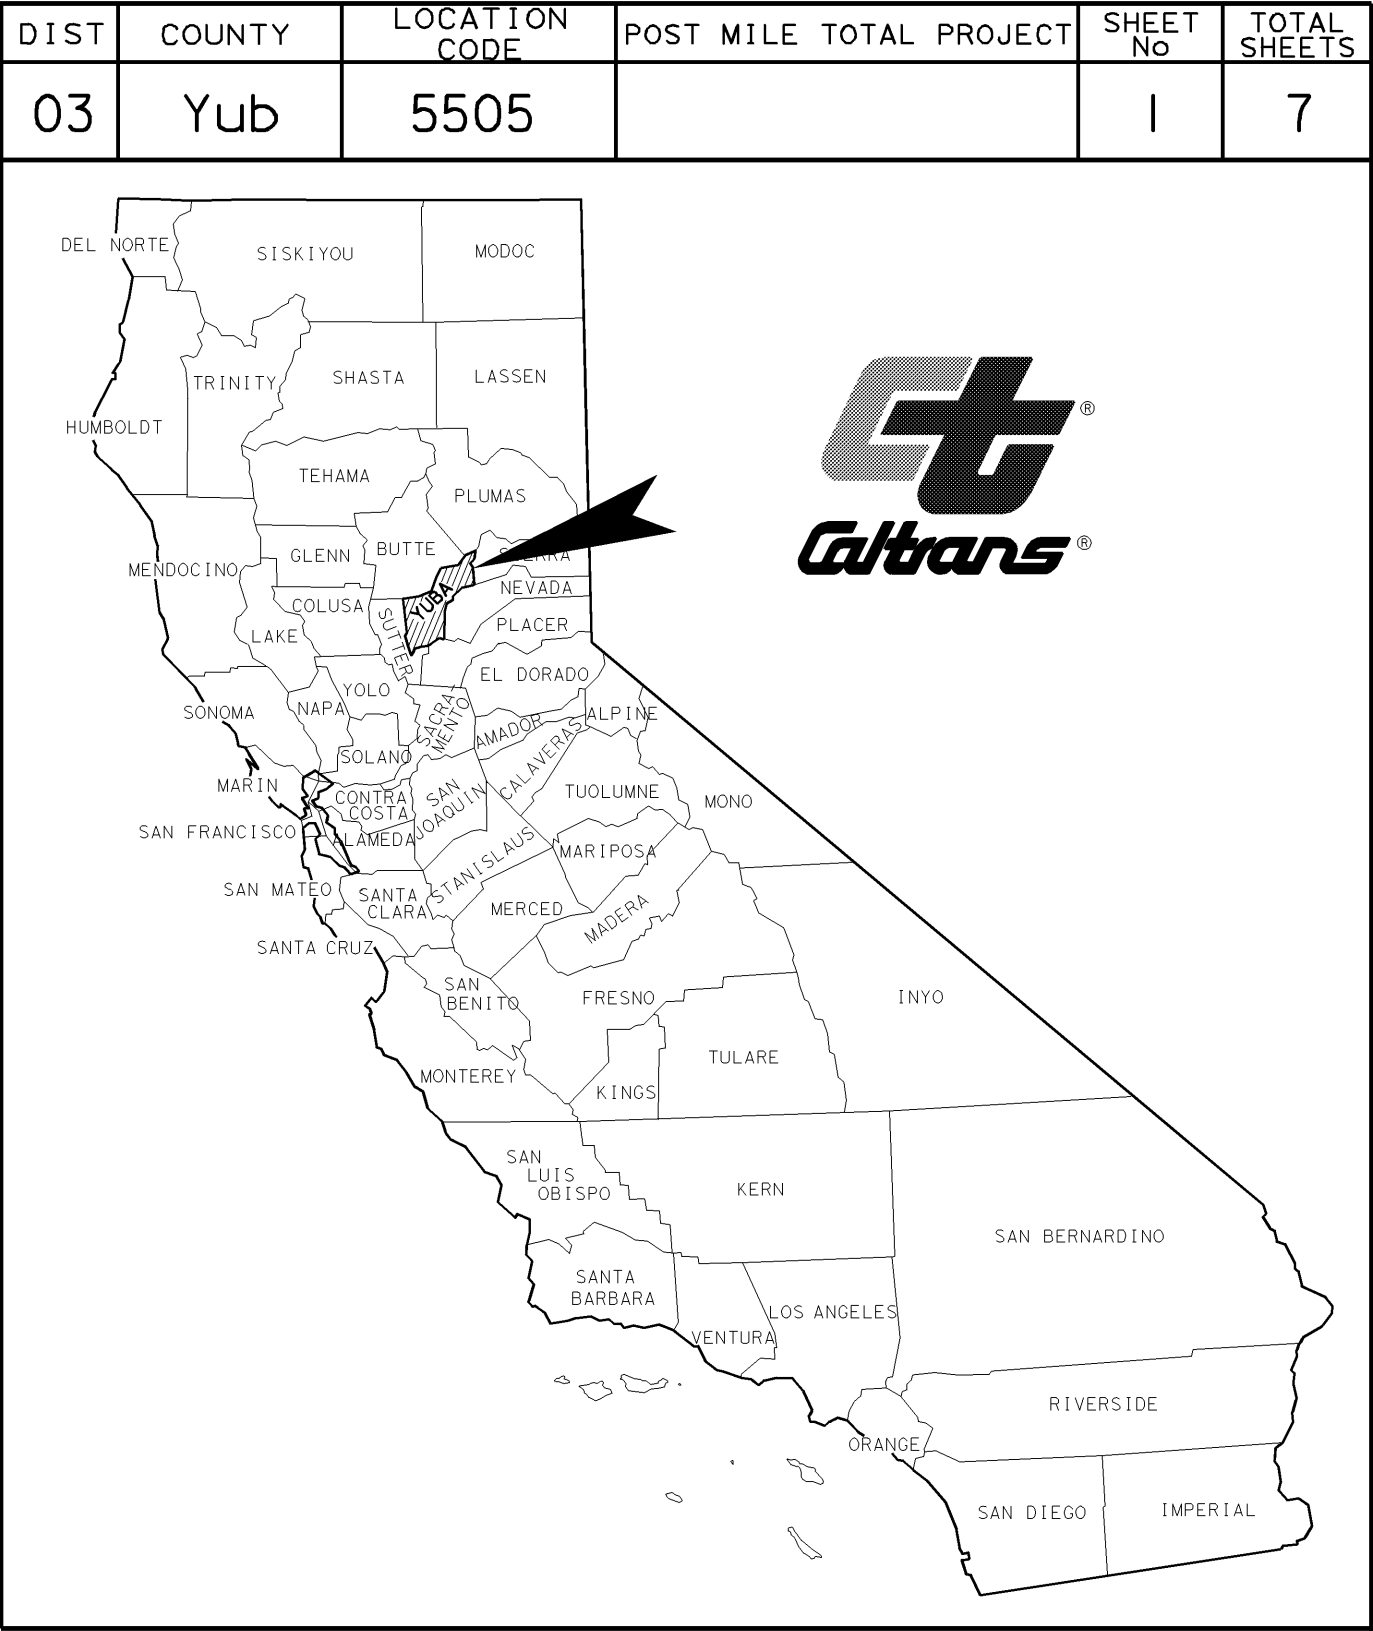 DIST COUNTY LOCATION CODE POST MILE TOTAL PROJECT SHEET No TOTAL SHEETS
03 Yub 5505 1 7
DEL NORTE
SISKIYOU
MODOC
TRINITY
SHASTA
LASSEN
HUMBOLDT
TEHAMA
PLUMAS
®
Caltrans ®
GLENN
BUTTE
SIERRA
MENDOCINO
COLUSA
YUBA
NEVADA
LAKE
SUTTER
PLACER
YOLO
EL DORADO
SONOMA
NAPA
SACRA-
MENTO
AMADOR
ALPINE
SOLANO
CALAVERAS
MARIN
CONTRA
COSTA
SAN
JOAQUIN
TUOLUMNE
MONO
SAN FRANCISCO
ALAMEDA
STANISLAUS
MARIPOSA
SAN MATEO
SANTA
CLARA
MERCED
MADERA
SANTA CRUZ
SAN
BENITO
FRESNO
INYO
TULARE
MONTEREY
KINGS
SAN
LUIS
OBISPO
KERN
SAN BERNARDINO
SANTA
BARBARA
LOS ANGELES
VENTURA
RIVERSIDE
ORANGE
SAN DIEGO
IMPERIAL